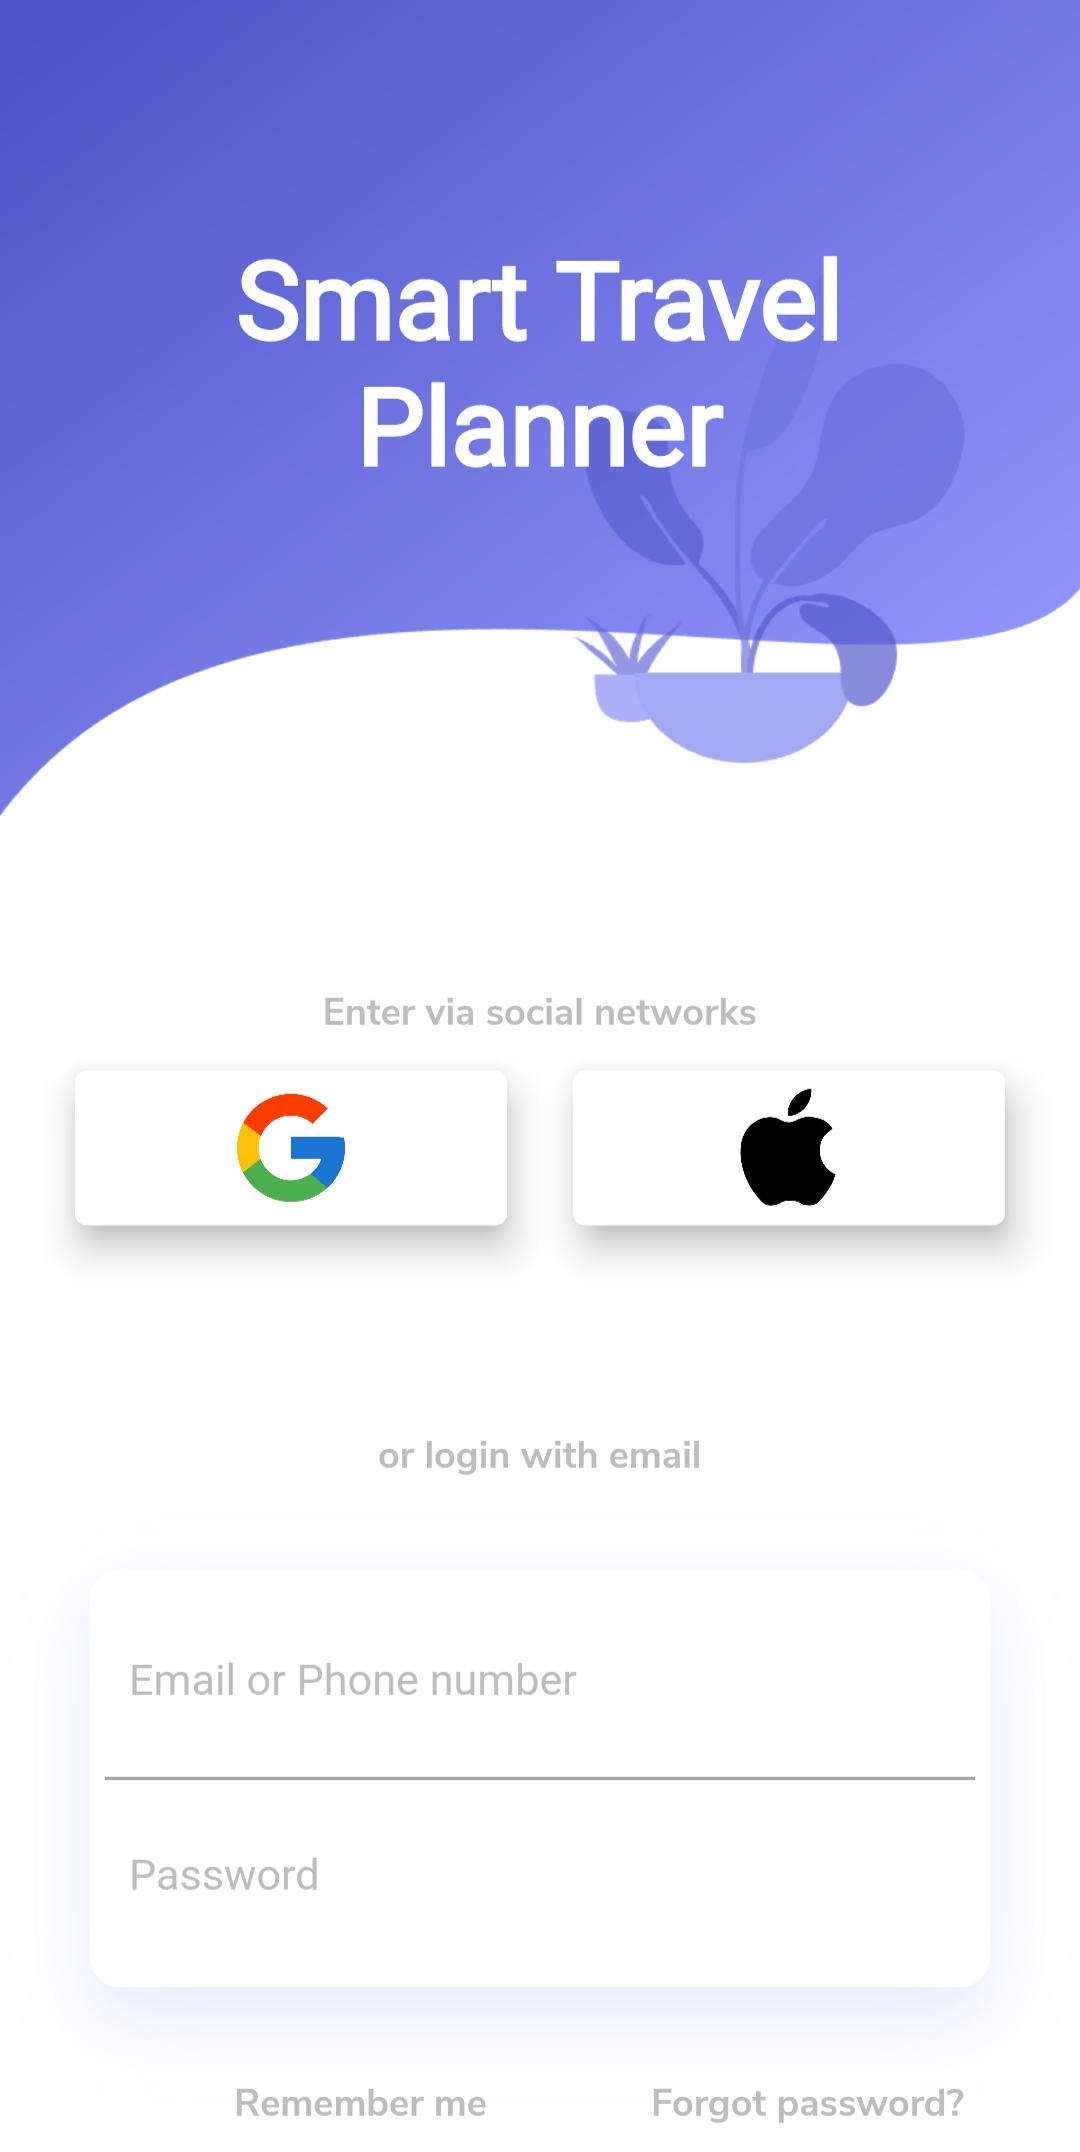 Smart Travel
Planner
Enter via social networks
or login with email
Email or Phone number
Password
Remember me
Forgot password?